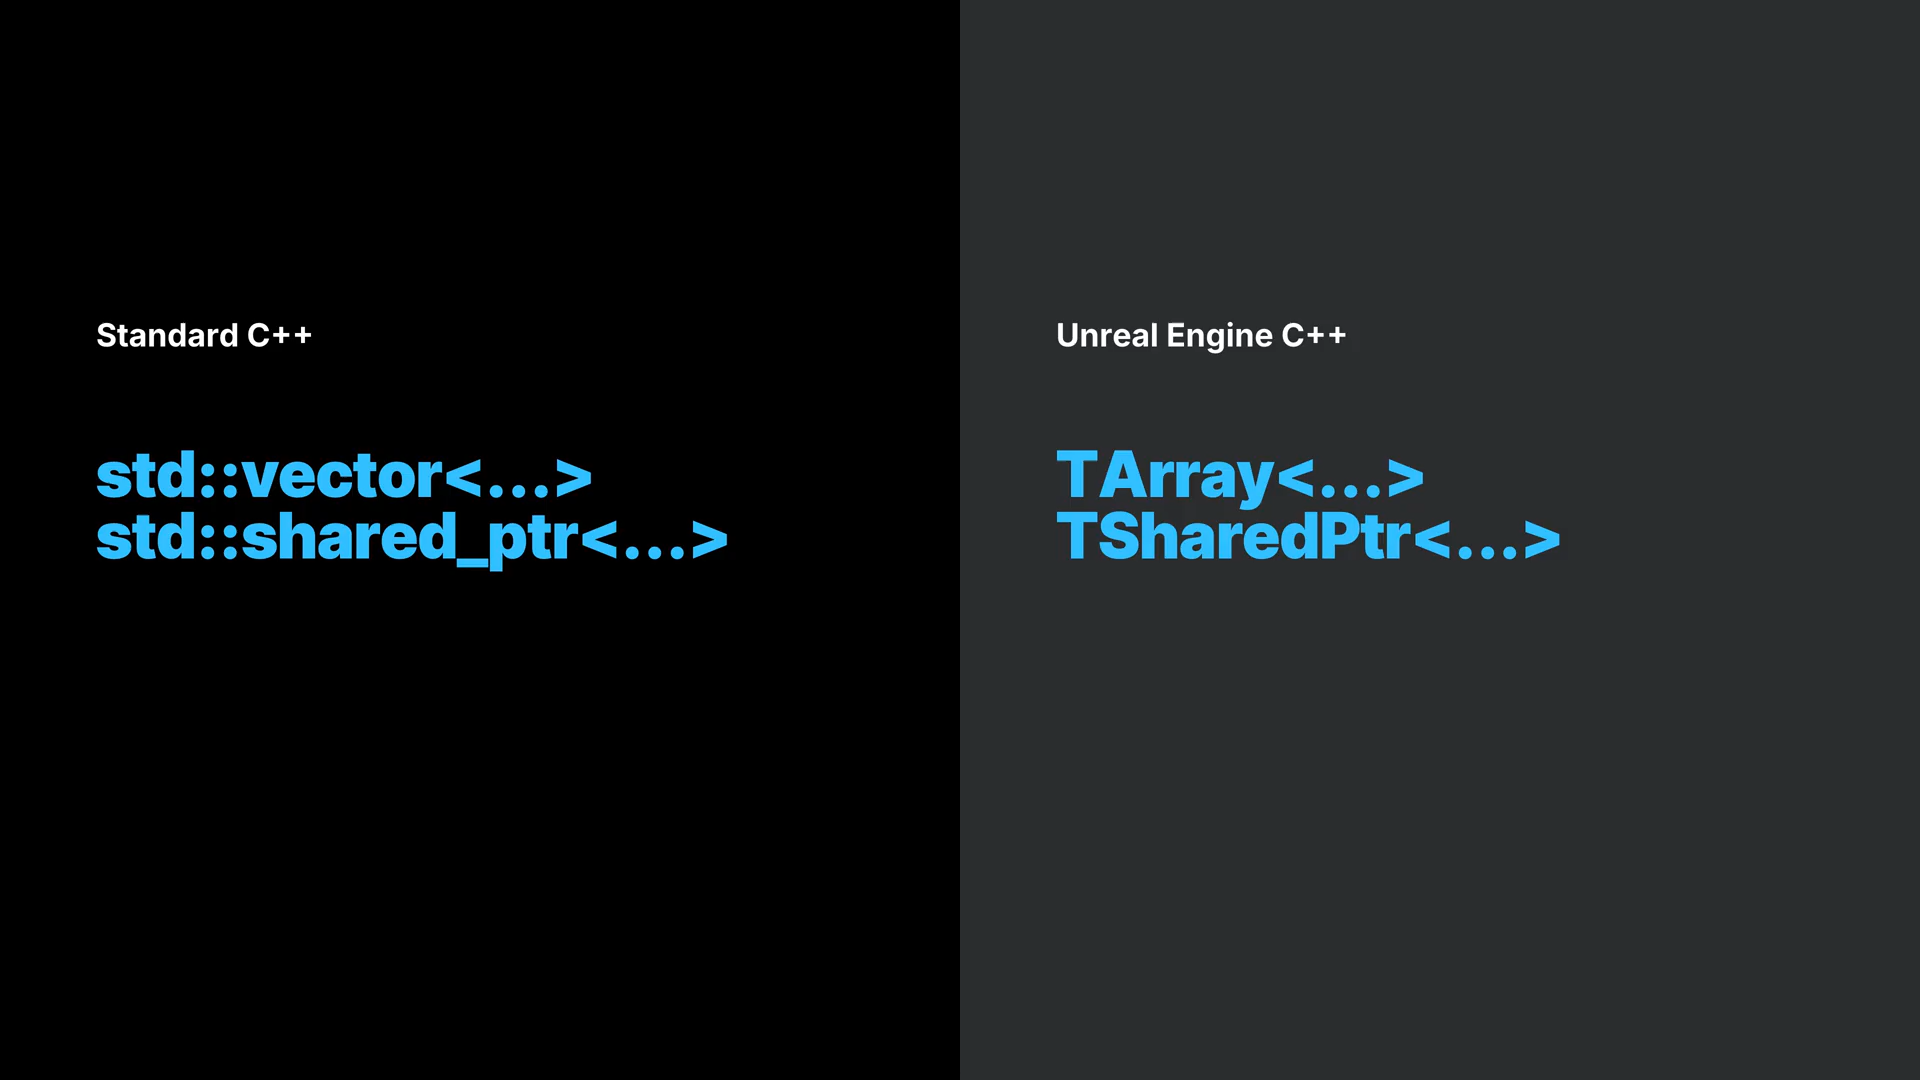 Standard C++
std::vector<...>
std::shared_ptr<...>
Unreal Engine C++
TArray<...>
TSharedPtr<...>